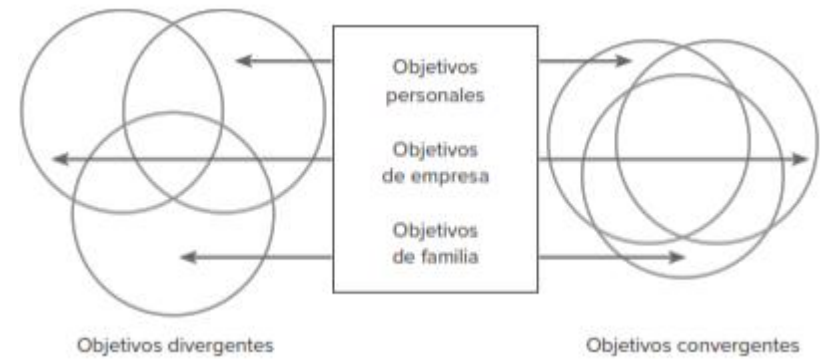 Objetivos
personales
Objetivos
de empresa
Objetivos
de familia
Objetivos divergentes
Objetivos convergentes